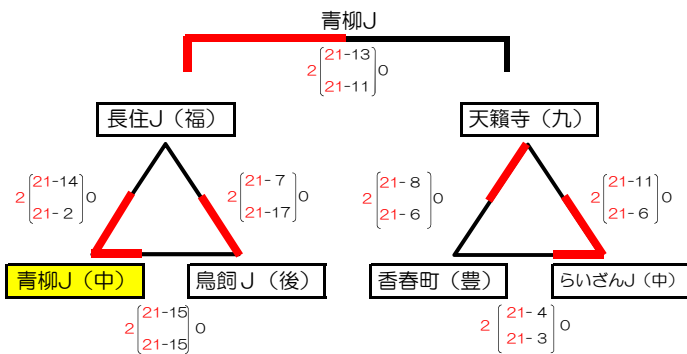 青柳J
2 21-13 0
21-11
長住J（福）
天籟寺（九）
2 21-14 0
21-2
2 21-7 0
21-17
2 21-8 0
21-6
2 21-11 0
21-6
青柳J（中）
鳥飼J（後）
香春町（豊）
らいざんJ（中）
2 21-15 0
21-15
2 21-4 0
21-3